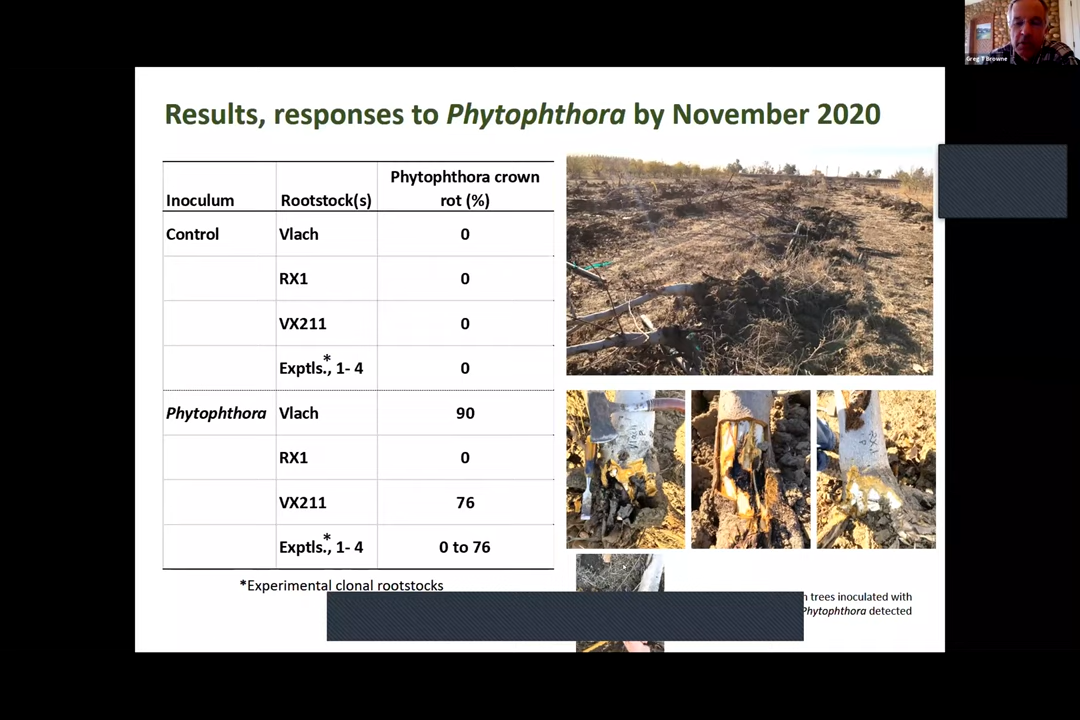 Greg T Browne
Results, responses to Phytophthora by November 2020
Inoculum Rootstock(s) Phytophthora crown
rot (%)
Control Vlach 0
RX1 0
VX211 0
Exptls.,* 1- 4 0
Phytophthora Vlach 90
RX1 0
VX211 76
Exptls.,* 1- 4 0 to 76
*Experimental clonal rootstocks
trees inoculated with
Phytophthora detected